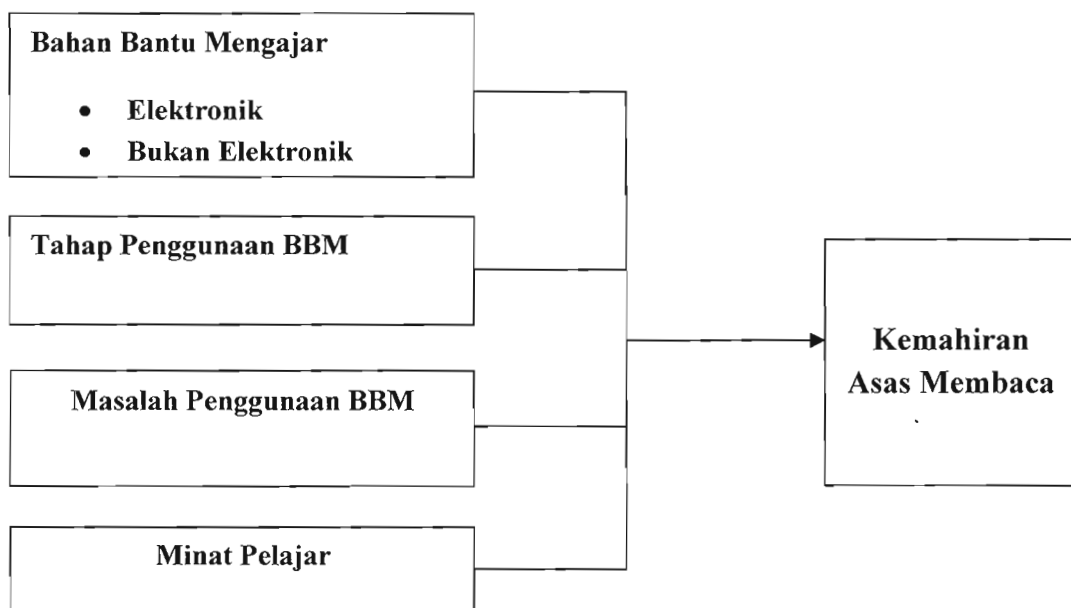 Bahan Bantu Mengajar
• Elektronik
• Bukan Elektronik
Tahap Penggunaan BBM
Masalah Penggunaan BBM
Minat Pelajar
Kemahiran
Asas Membaca